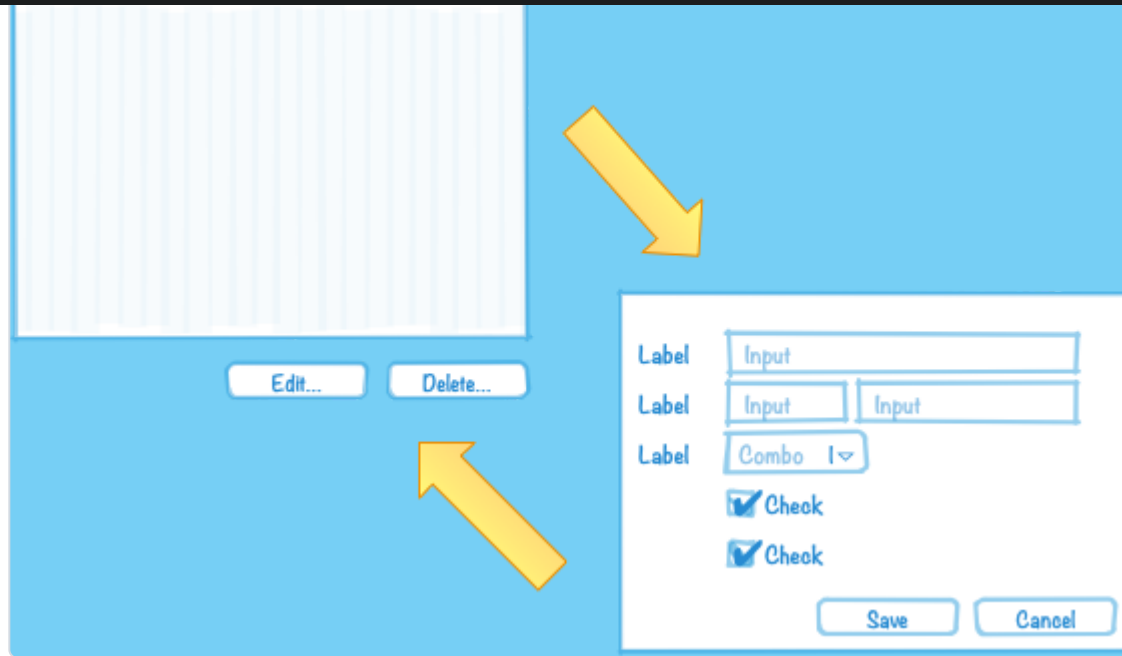 Edit... Delete...
Label Input
Label Input Input
Label Combo
Check
Check
Save Cancel